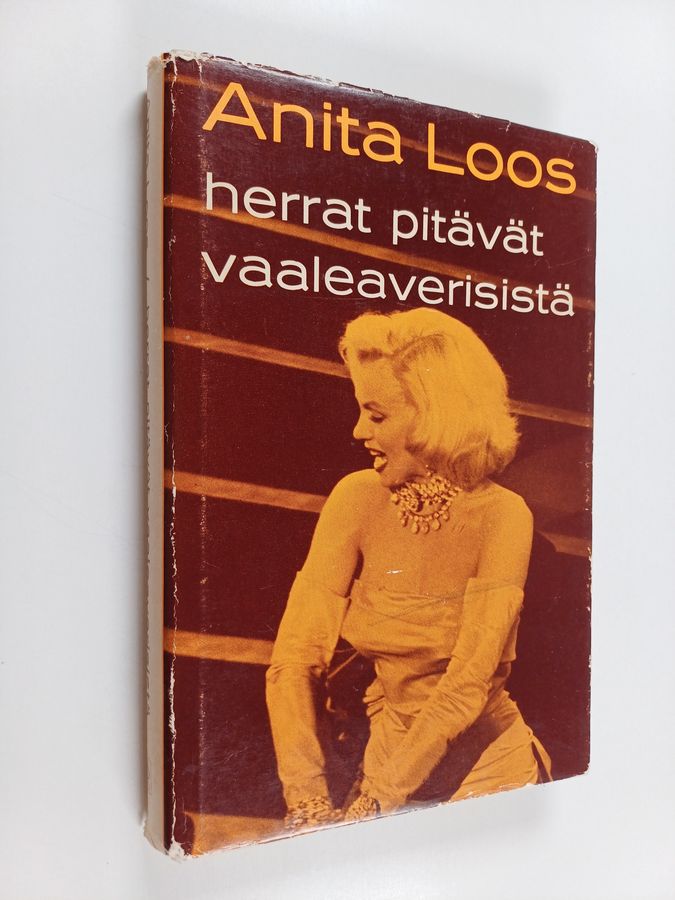 Anita Loos
herrat pitävät
vaaleaverisistä